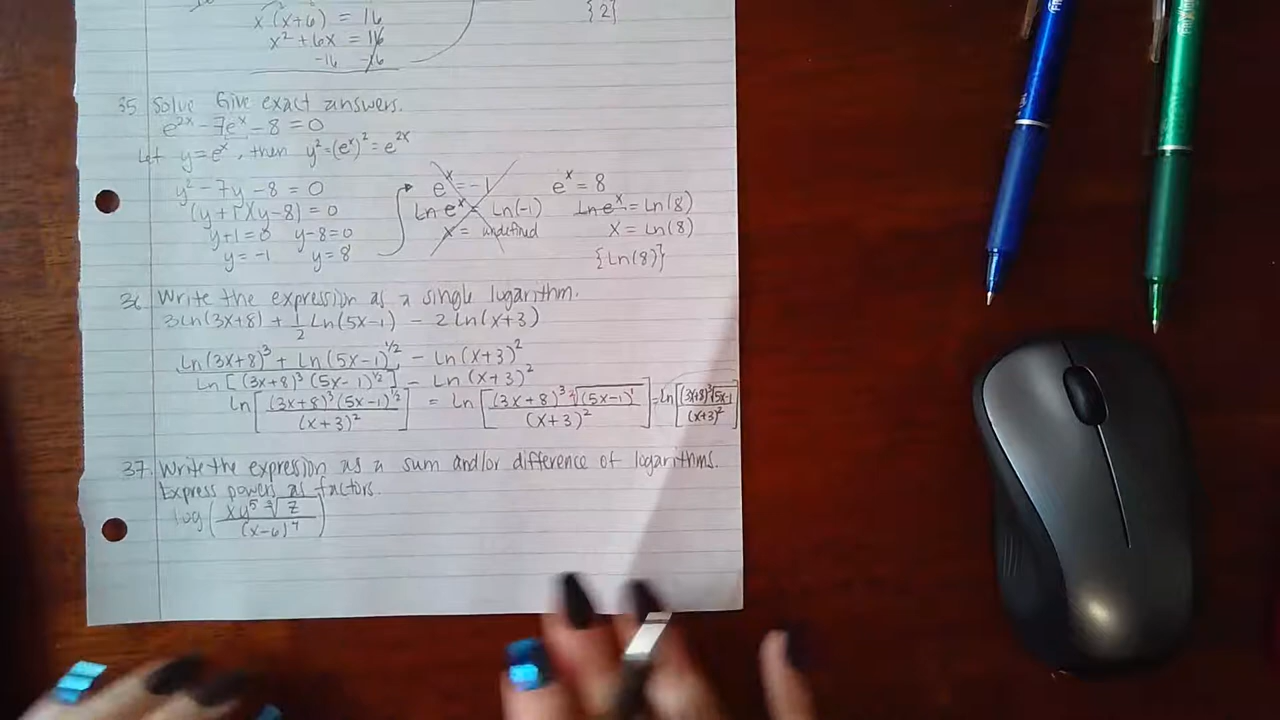 x(x+6) = 16
{2}
x² + 6x = 16
-16 -16
35 Solve Give exact answers.
e^2x - 7e^x - 8 = 0
Let y = e^x, then y² = (e^x)² = e^2x
y² - 7y - 8 = 0
e^x = -1
e^x = 8
(y+1)(y-8) = 0
Ln e^x = Ln(-1)
Ln e^x = Ln(8)
y+1=0 y-8=0
x = undefined
x = Ln(8)
y = -1 y = 8
{Ln(8)}
36 Write the expression as a single logarithm.
3Ln(3x+8) + 1/2 Ln(5x-1) - 2Ln(x+3)
Ln(3x+8)³ + Ln(5x-1)^1/2 - Ln(x+3)²
Ln[(3x+8)³(5x-1)^1/2] - Ln(x+3)²
Ln[(3x+8)³(5x-1)^1/2 / (x+3)²] = Ln[(3x+8)³ ²√(5x-1)¹ / (x+3)²] = Ln[(3x+8)³√5x-1 / (x+3)²]
37. Write the expression as a sum and/or difference of logarithms.
Express powers as factors.
log(xy⁵ ³√z / (x-6)⁴)